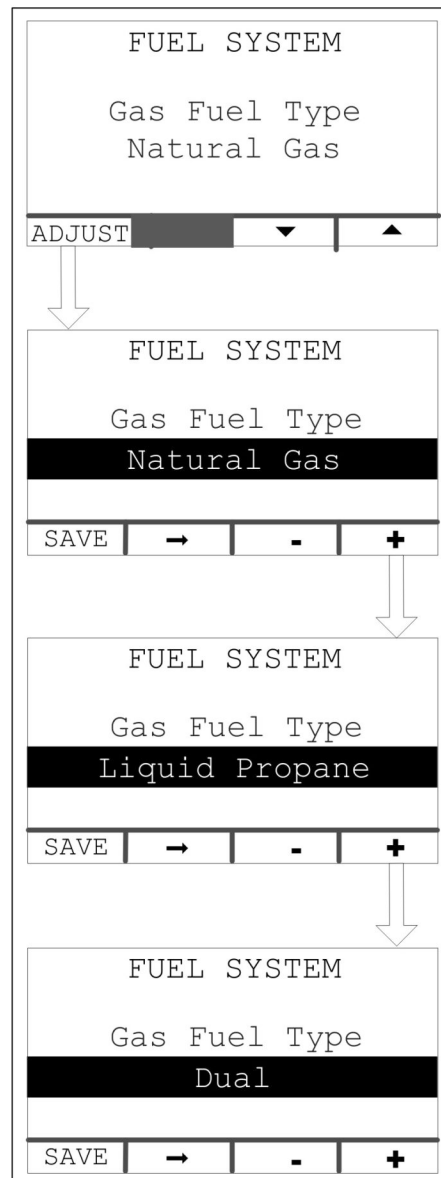 FUEL SYSTEM
Gas Fuel Type
Natural Gas
ADJUST ▼ ▲
FUEL SYSTEM
Gas Fuel Type
Natural Gas
SAVE → - +
FUEL SYSTEM
Gas Fuel Type
Liquid Propane
SAVE → - +
FUEL SYSTEM
Gas Fuel Type
Dual
SAVE → - +